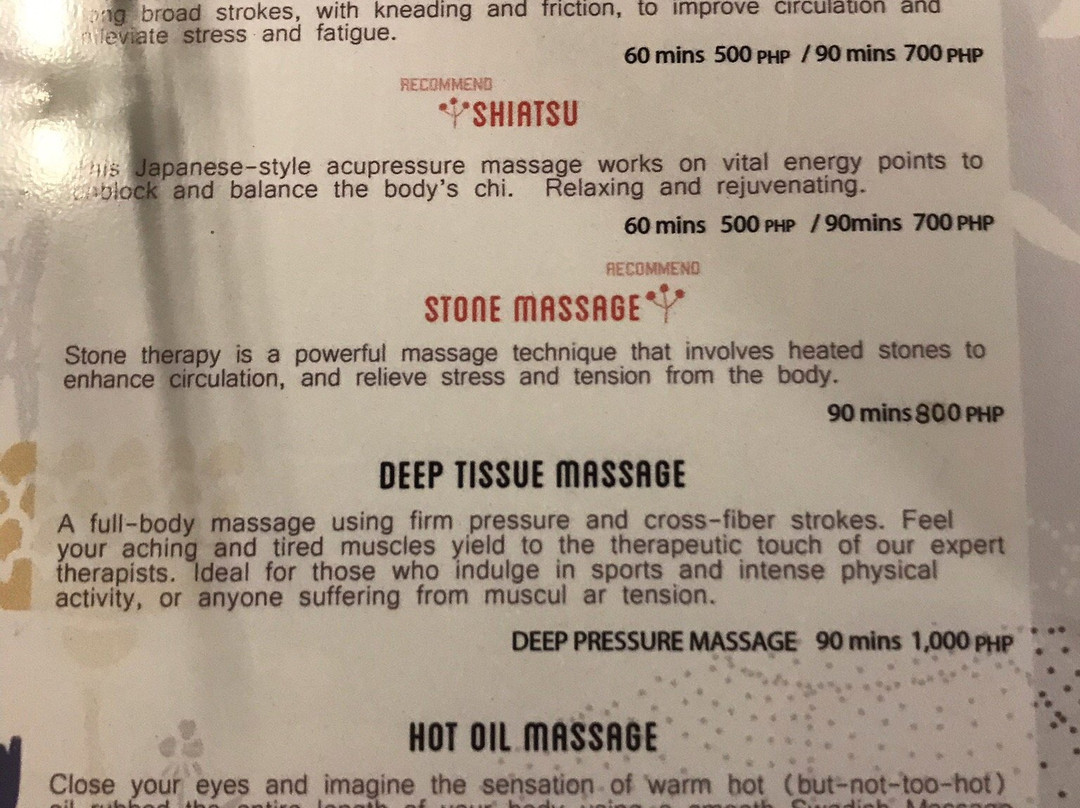 broad strokes, with kneading and friction, to improve circulation and
stress and fatigue.
60 mins 500 PHP / 90 mins 700 PHP
RECOMMEND
SHIATSU
Japanese-style acupressure massage works on vital energy points to
and balance the body's chi. Relaxing and rejuvenating.
60 mins 500 PHP / 90mins 700 PHP
RECOMMEND
STONE MASSAGE
Stone therapy is a powerful massage technique that involves heated stones to
enhance circulation, and relieve stress and tension from the body.
90 mins 800 PHP
DEEP TISSUE MASSAGE
A full-body massage using firm pressure and cross-fiber strokes. Feel
your aching and tired muscles yield to the therapeutic touch of our expert
therapists. Ideal for those who indulge in sports and intense physical
activity, or anyone suffering from muscul ar tension.
DEEP PRESSURE MASSAGE 90 mins 1,000 PHP
HOT OIL MASSAGE
Close your eyes and imagine the sensation of warm hot (but-not-too-hot)